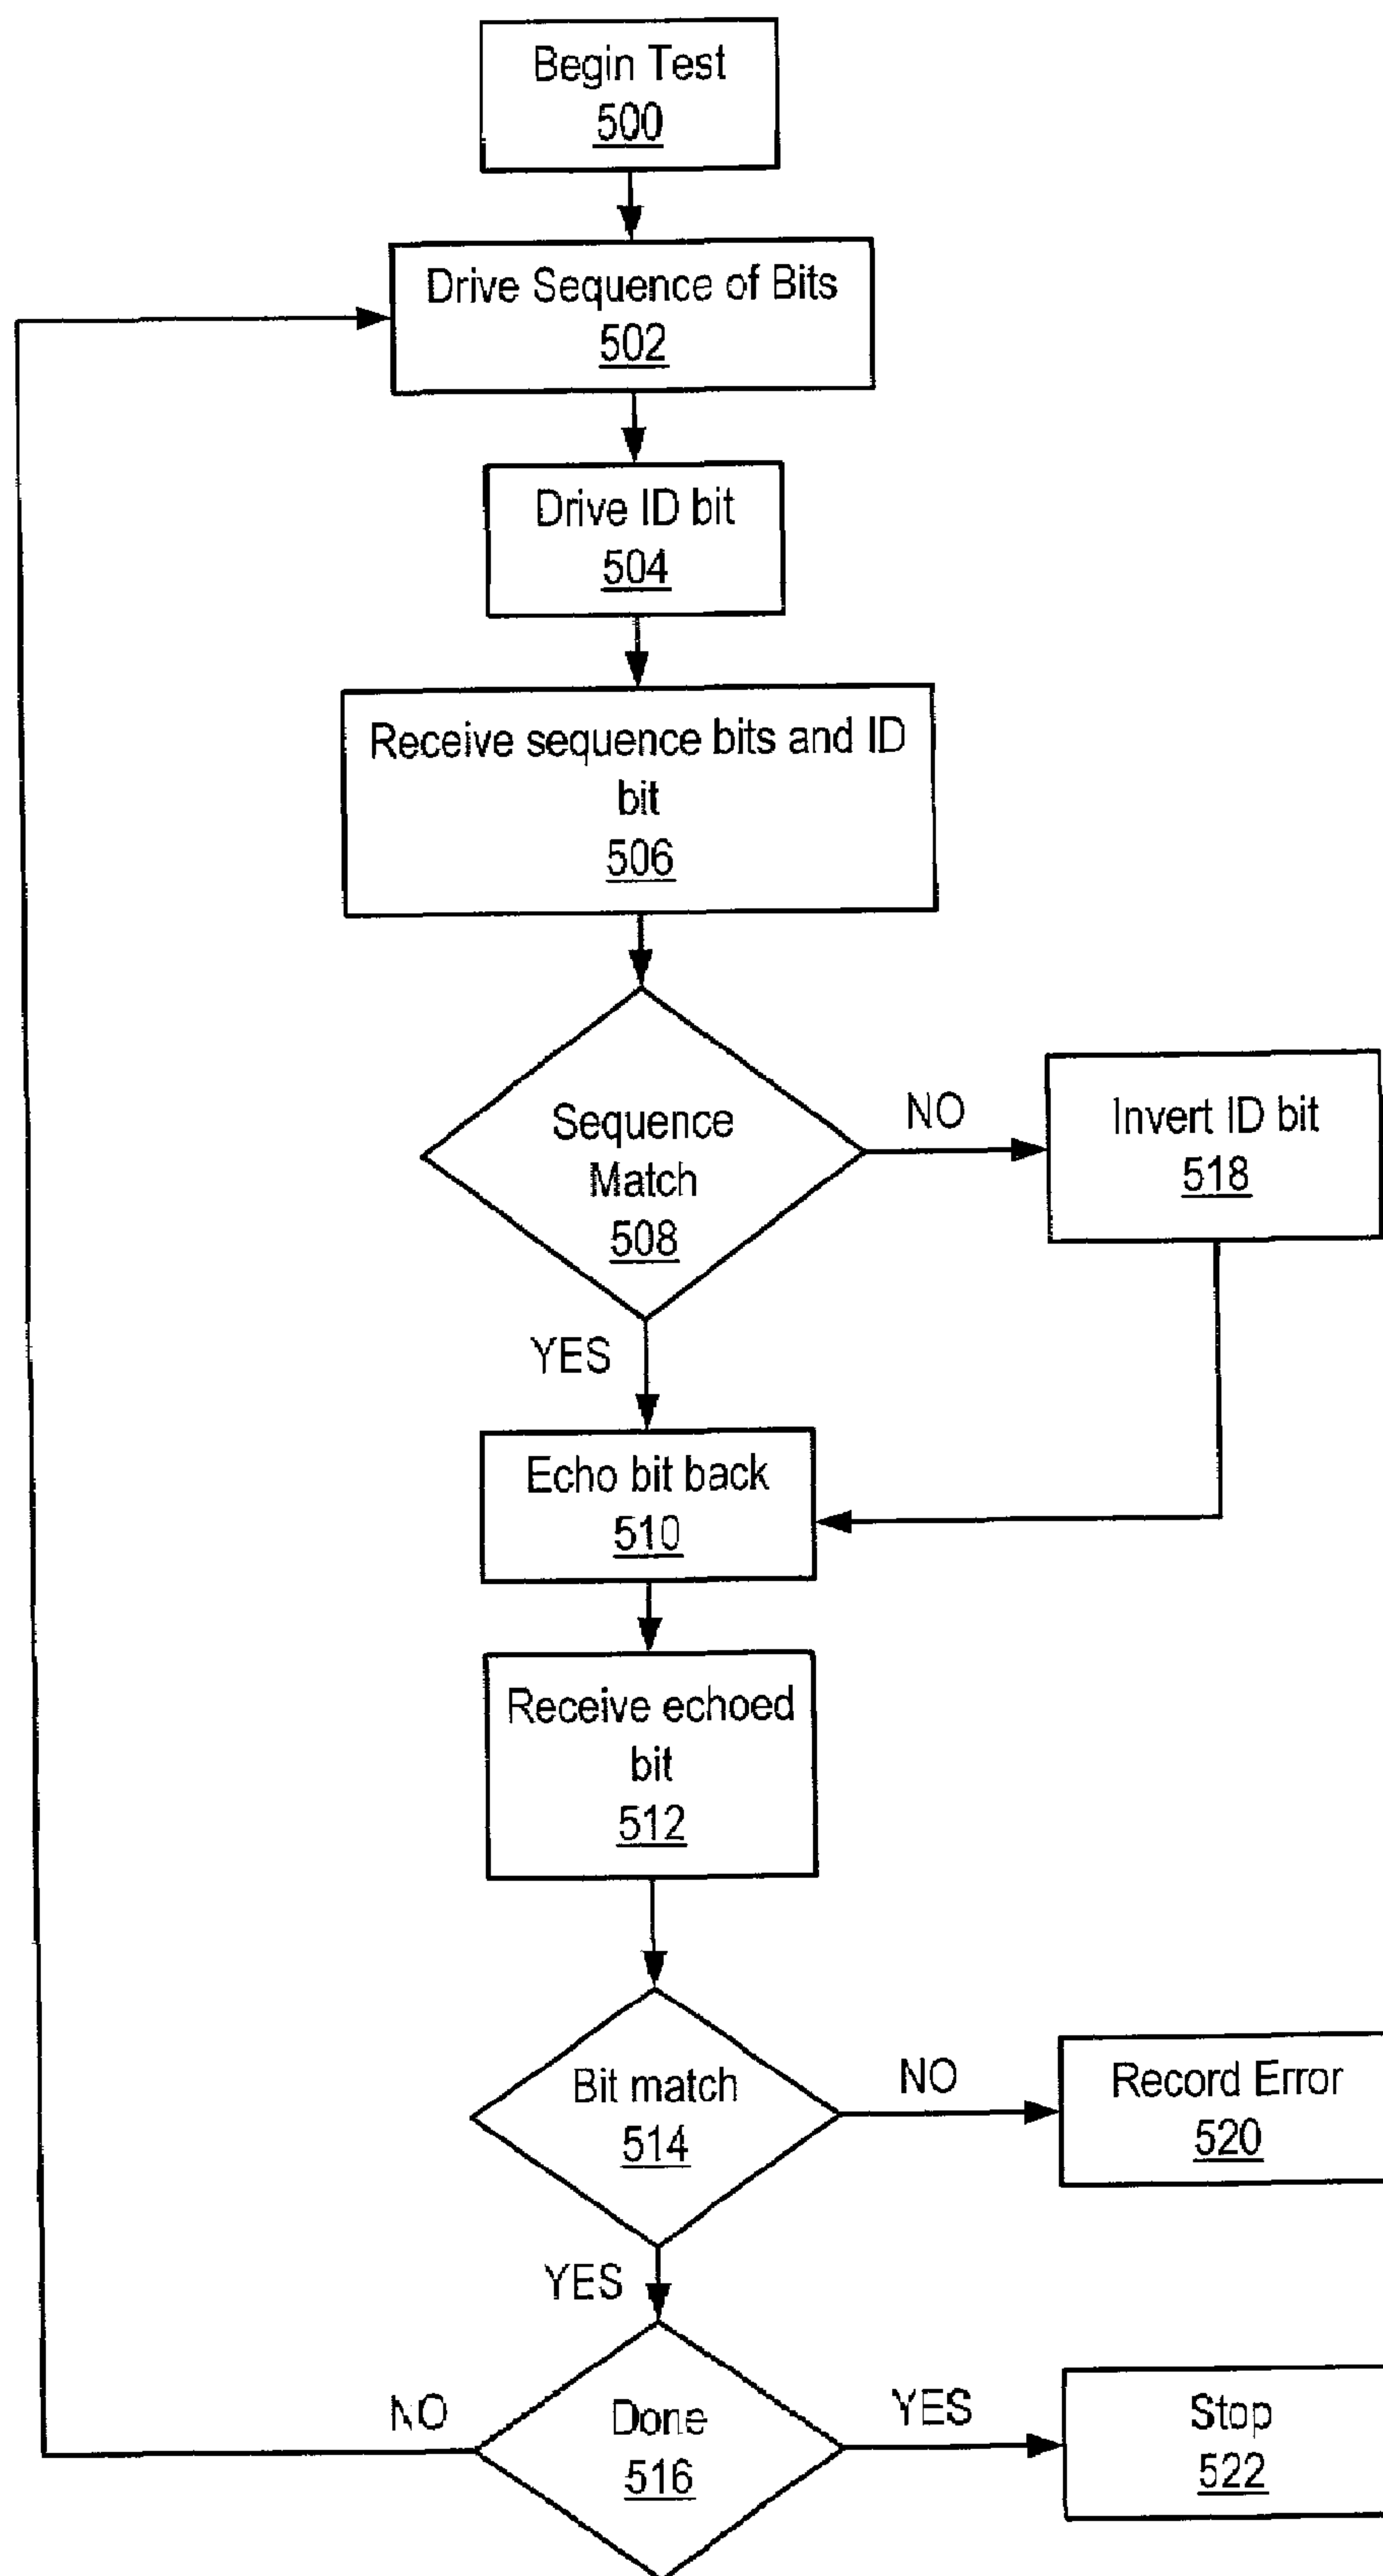 Begin Test
500
Drive Sequence of Bits
502
Drive ID bit
504
Receive sequence bits and ID
bit
506
Sequence
Match
508
NO
Invert ID bit
518
YES
Echo bit back
510
Receive echoed
bit
512
Bit match
514
NO
Record Error
520
YES
Done
516
NO
YES
Stop
522